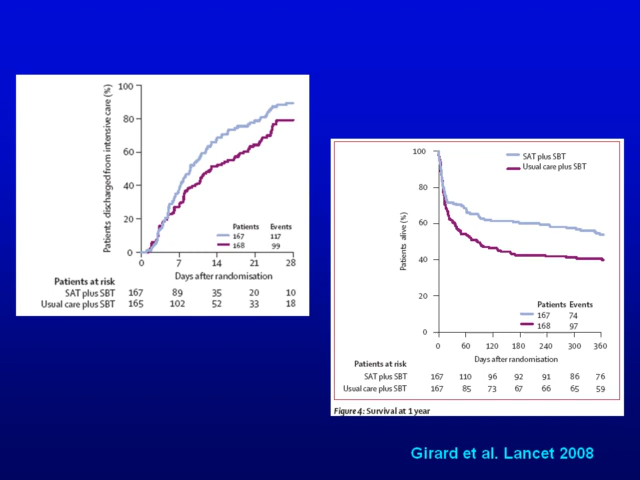 Patients discharged from intensive care (%)
100
80
60
40
20
0
Patients Events
167 117
168 99
0 7 14 21 28
Days after randomisation
Patients at risk
SAT plus SBT 167 89 35 20 10
Usual care plus SBT 165 102 52 33 18
Patients alive (%)
100
80
60
40
20
0
SAT plus SBT
Usual care plus SBT
Patients Events
167 74
168 97
0 60 120 180 240 300 360
Days after randomisation
Patients at risk
SAT plus SBT 167 110 96 92 91 86 76
Usual care plus SBT 167 85 73 67 66 65 59
Figure 4: Survival at 1 year
Girard et al. Lancet 2008